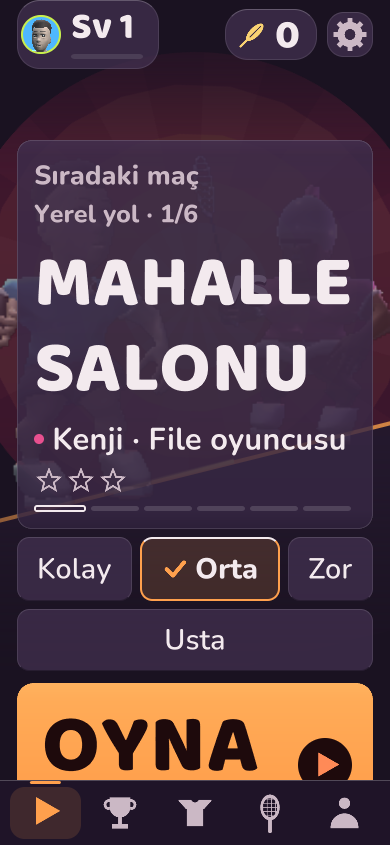 Sv 1
0
Sıradaki maç
Yerel yol · 1/6
MAHALLE
SALONU
Kenji · File oyuncusu
Kolay
Orta
Zor
Usta
OYNA